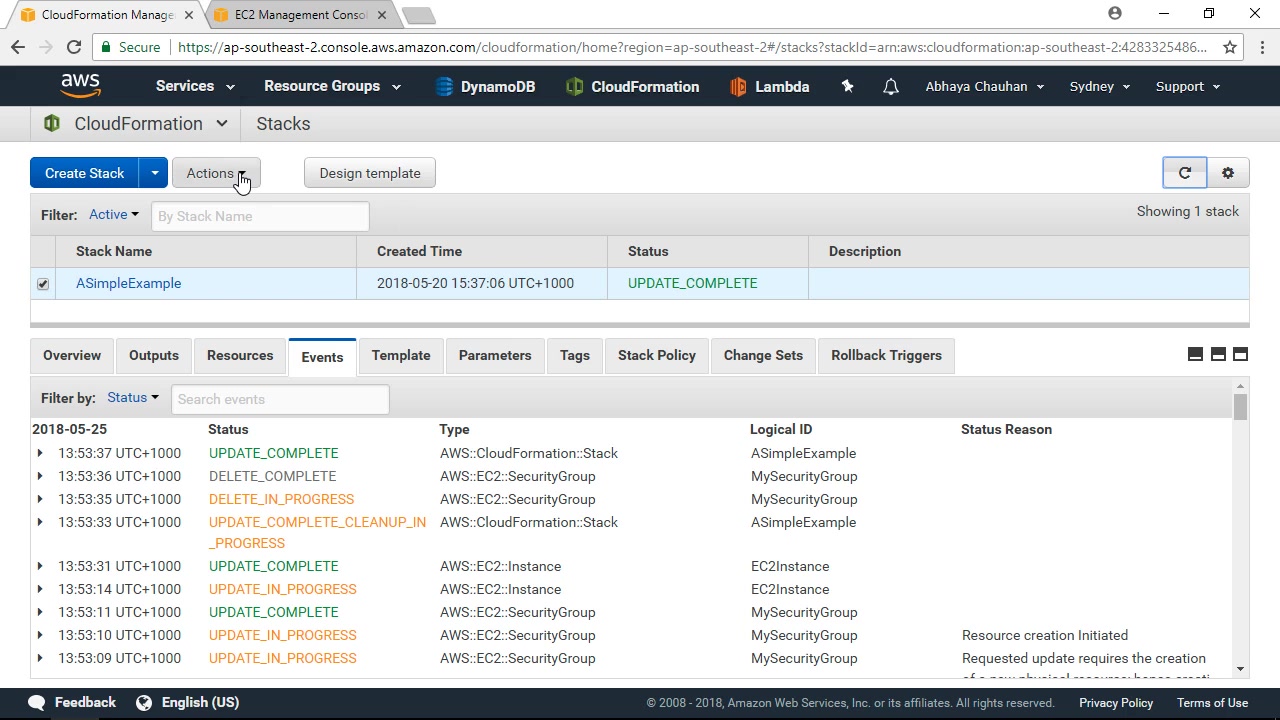 CloudFormation Manage
EC2 Management Consol
Secure
https://ap-southeast-2.console.aws.amazon.com/cloudformation/home?region=ap-southeast-2#/stacks?stackId=arn:aws:cloudformation:ap-southeast-2:4283325486...
aws Services Resource Groups DynamoDB CloudFormation Lambda Abhaya Chauhan Sydney Support
CloudFormation Stacks
Create Stack Actions Design template
Filter: Active By Stack Name Showing 1 stack
Stack Name Created Time Status Description
ASimpleExample 2018-05-20 15:37:06 UTC+1000 UPDATE_COMPLETE
Overview Outputs Resources Events Template Parameters Tags Stack Policy Change Sets Rollback Triggers
Filter by: Status Search events
2018-05-25 Status Type Logical ID Status Reason
13:53:37 UTC+1000 UPDATE_COMPLETE AWS::CloudFormation::Stack ASimpleExample
13:53:36 UTC+1000 DELETE_COMPLETE AWS::EC2::SecurityGroup MySecurityGroup
13:53:35 UTC+1000 DELETE_IN_PROGRESS AWS::EC2::SecurityGroup MySecurityGroup
13:53:33 UTC+1000 UPDATE_COMPLETE_CLEANUP_IN AWS::CloudFormation::Stack ASimpleExample
_PROGRESS
13:53:31 UTC+1000 UPDATE_COMPLETE AWS::EC2::Instance EC2Instance
13:53:14 UTC+1000 UPDATE_IN_PROGRESS AWS::EC2::Instance EC2Instance
13:53:11 UTC+1000 UPDATE_COMPLETE AWS::EC2::SecurityGroup MySecurityGroup
13:53:10 UTC+1000 UPDATE_IN_PROGRESS AWS::EC2::SecurityGroup MySecurityGroup Resource creation Initiated
13:53:09 UTC+1000 UPDATE_IN_PROGRESS AWS::EC2::SecurityGroup MySecurityGroup Requested update requires the creation
Feedback English (US) © 2008 - 2018, Amazon Web Services, Inc. or its affiliates. All rights reserved. Privacy Policy Terms of Use